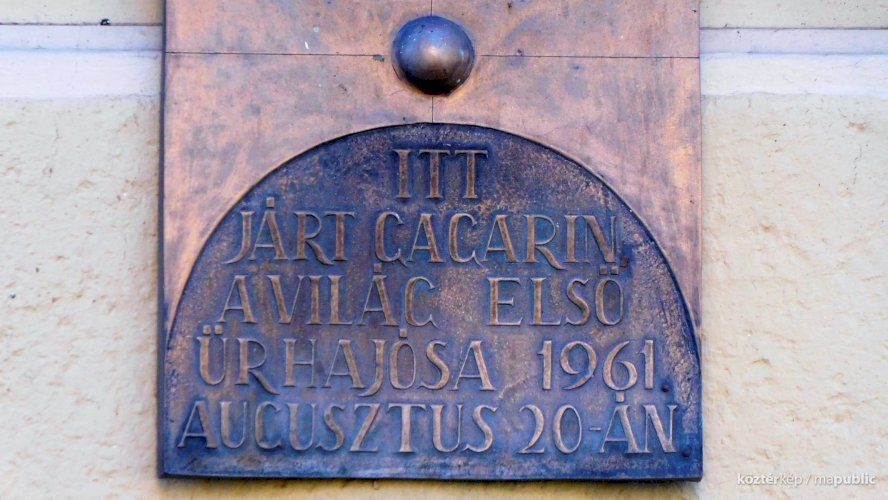 ITT
JÁRT GAGARIN
A VILÁG ELSŐ
ŰRHAJÓSA 1961
AUGUSZTUS 20-ÁN
köztérkép / mapublic